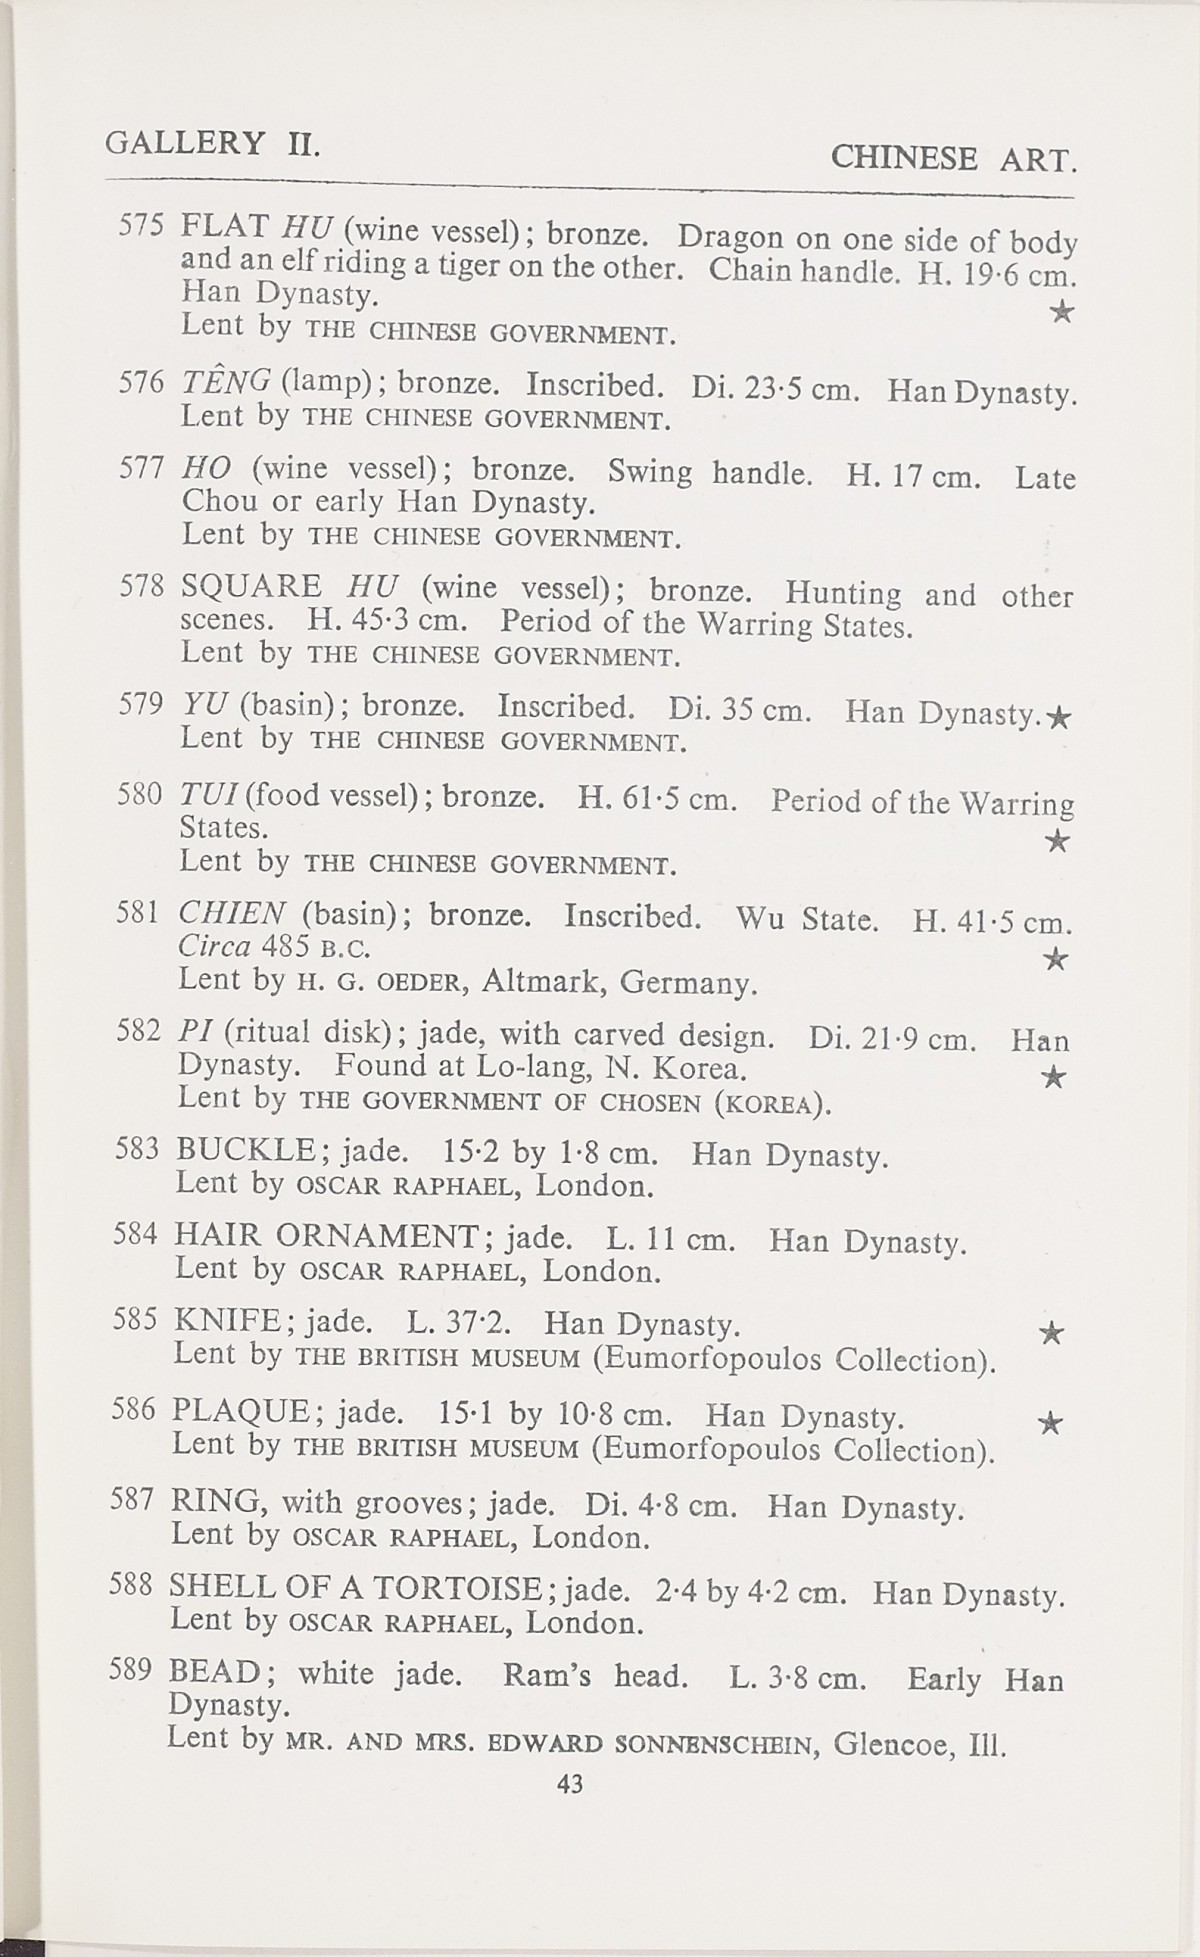 GALLERY II. CHINESE ART.
575 FLAT HU (wine vessel); bronze. Dragon on one side of body
and an elf riding a tiger on the other. Chain handle. H. 19·6 cm.
Han Dynasty. ★
Lent by THE CHINESE GOVERNMENT.
576 TÊNG (lamp); bronze. Inscribed. Di. 23·5 cm. Han Dynasty.
Lent by THE CHINESE GOVERNMENT.
577 HO (wine vessel); bronze. Swing handle. H. 17 cm. Late
Chou or early Han Dynasty.
Lent by THE CHINESE GOVERNMENT.
578 SQUARE HU (wine vessel); bronze. Hunting and other
scenes. H. 45·3 cm. Period of the Warring States.
Lent by THE CHINESE GOVERNMENT.
579 YU (basin); bronze. Inscribed. Di. 35 cm. Han Dynasty.★
Lent by THE CHINESE GOVERNMENT.
580 TUI (food vessel); bronze. H. 61·5 cm. Period of the Warring
States. ★
Lent by THE CHINESE GOVERNMENT.
581 CHIEN (basin); bronze. Inscribed. Wu State. H. 41·5 cm.
Circa 485 B.C. ★
Lent by H. G. OEDER, Altmark, Germany.
582 PI (ritual disk); jade, with carved design. Di. 21·9 cm. Han
Dynasty. Found at Lo-lang, N. Korea. ★
Lent by THE GOVERNMENT OF CHOSEN (KOREA).
583 BUCKLE; jade. 15·2 by 1·8 cm. Han Dynasty.
Lent by OSCAR RAPHAEL, London.
584 HAIR ORNAMENT; jade. L. 11 cm. Han Dynasty.
Lent by OSCAR RAPHAEL, London.
585 KNIFE; jade. L. 37·2. Han Dynasty. ★
Lent by THE BRITISH MUSEUM (Eumorfopoulos Collection).
586 PLAQUE; jade. 15·1 by 10·8 cm. Han Dynasty. ★
Lent by THE BRITISH MUSEUM (Eumorfopoulos Collection).
587 RING, with grooves; jade. Di. 4·8 cm. Han Dynasty.
Lent by OSCAR RAPHAEL, London.
588 SHELL OF A TORTOISE; jade. 2·4 by 4·2 cm. Han Dynasty.
Lent by OSCAR RAPHAEL, London.
589 BEAD; white jade. Ram's head. L. 3·8 cm. Early Han
Dynasty.
Lent by MR. AND MRS. EDWARD SONNENSCHEIN, Glencoe, Ill.
43